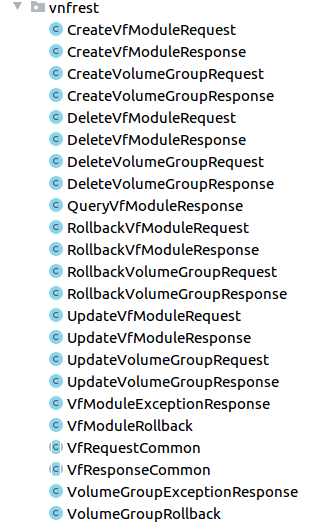 vnfrest
CreateVfModuleRequest
CreateVfModuleResponse
CreateVolumeGroupRequest
CreateVolumeGroupResponse
DeleteVfModuleRequest
DeleteVfModuleResponse
DeleteVolumeGroupRequest
DeleteVolumeGroupResponse
QueryVfModuleResponse
RollbackVfModuleRequest
RollbackVfModuleResponse
RollbackVolumeGroupRequest
RollbackVolumeGroupResponse
UpdateVfModuleRequest
UpdateVfModuleResponse
UpdateVolumeGroupRequest
UpdateVolumeGroupResponse
VfModuleExceptionResponse
VfModuleRollback
VfRequestCommon
VfResponseCommon
VolumeGroupExceptionResponse
VolumeGroupRollback